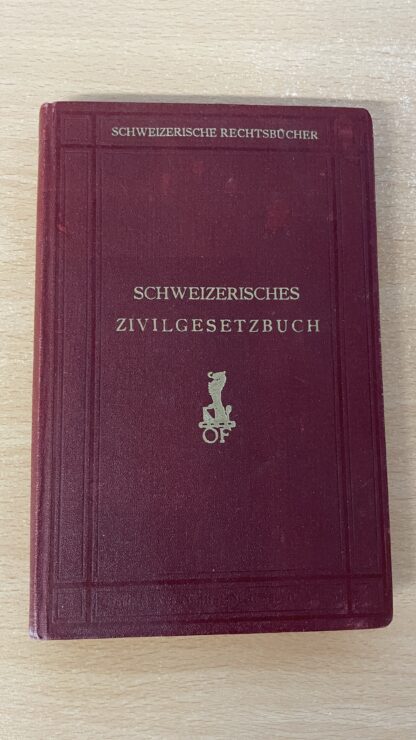 SCHWEIZERISCHE RECHTSBÜCHER
SCHWEIZERISCHES
ZIVILGESETZBUCH
OF